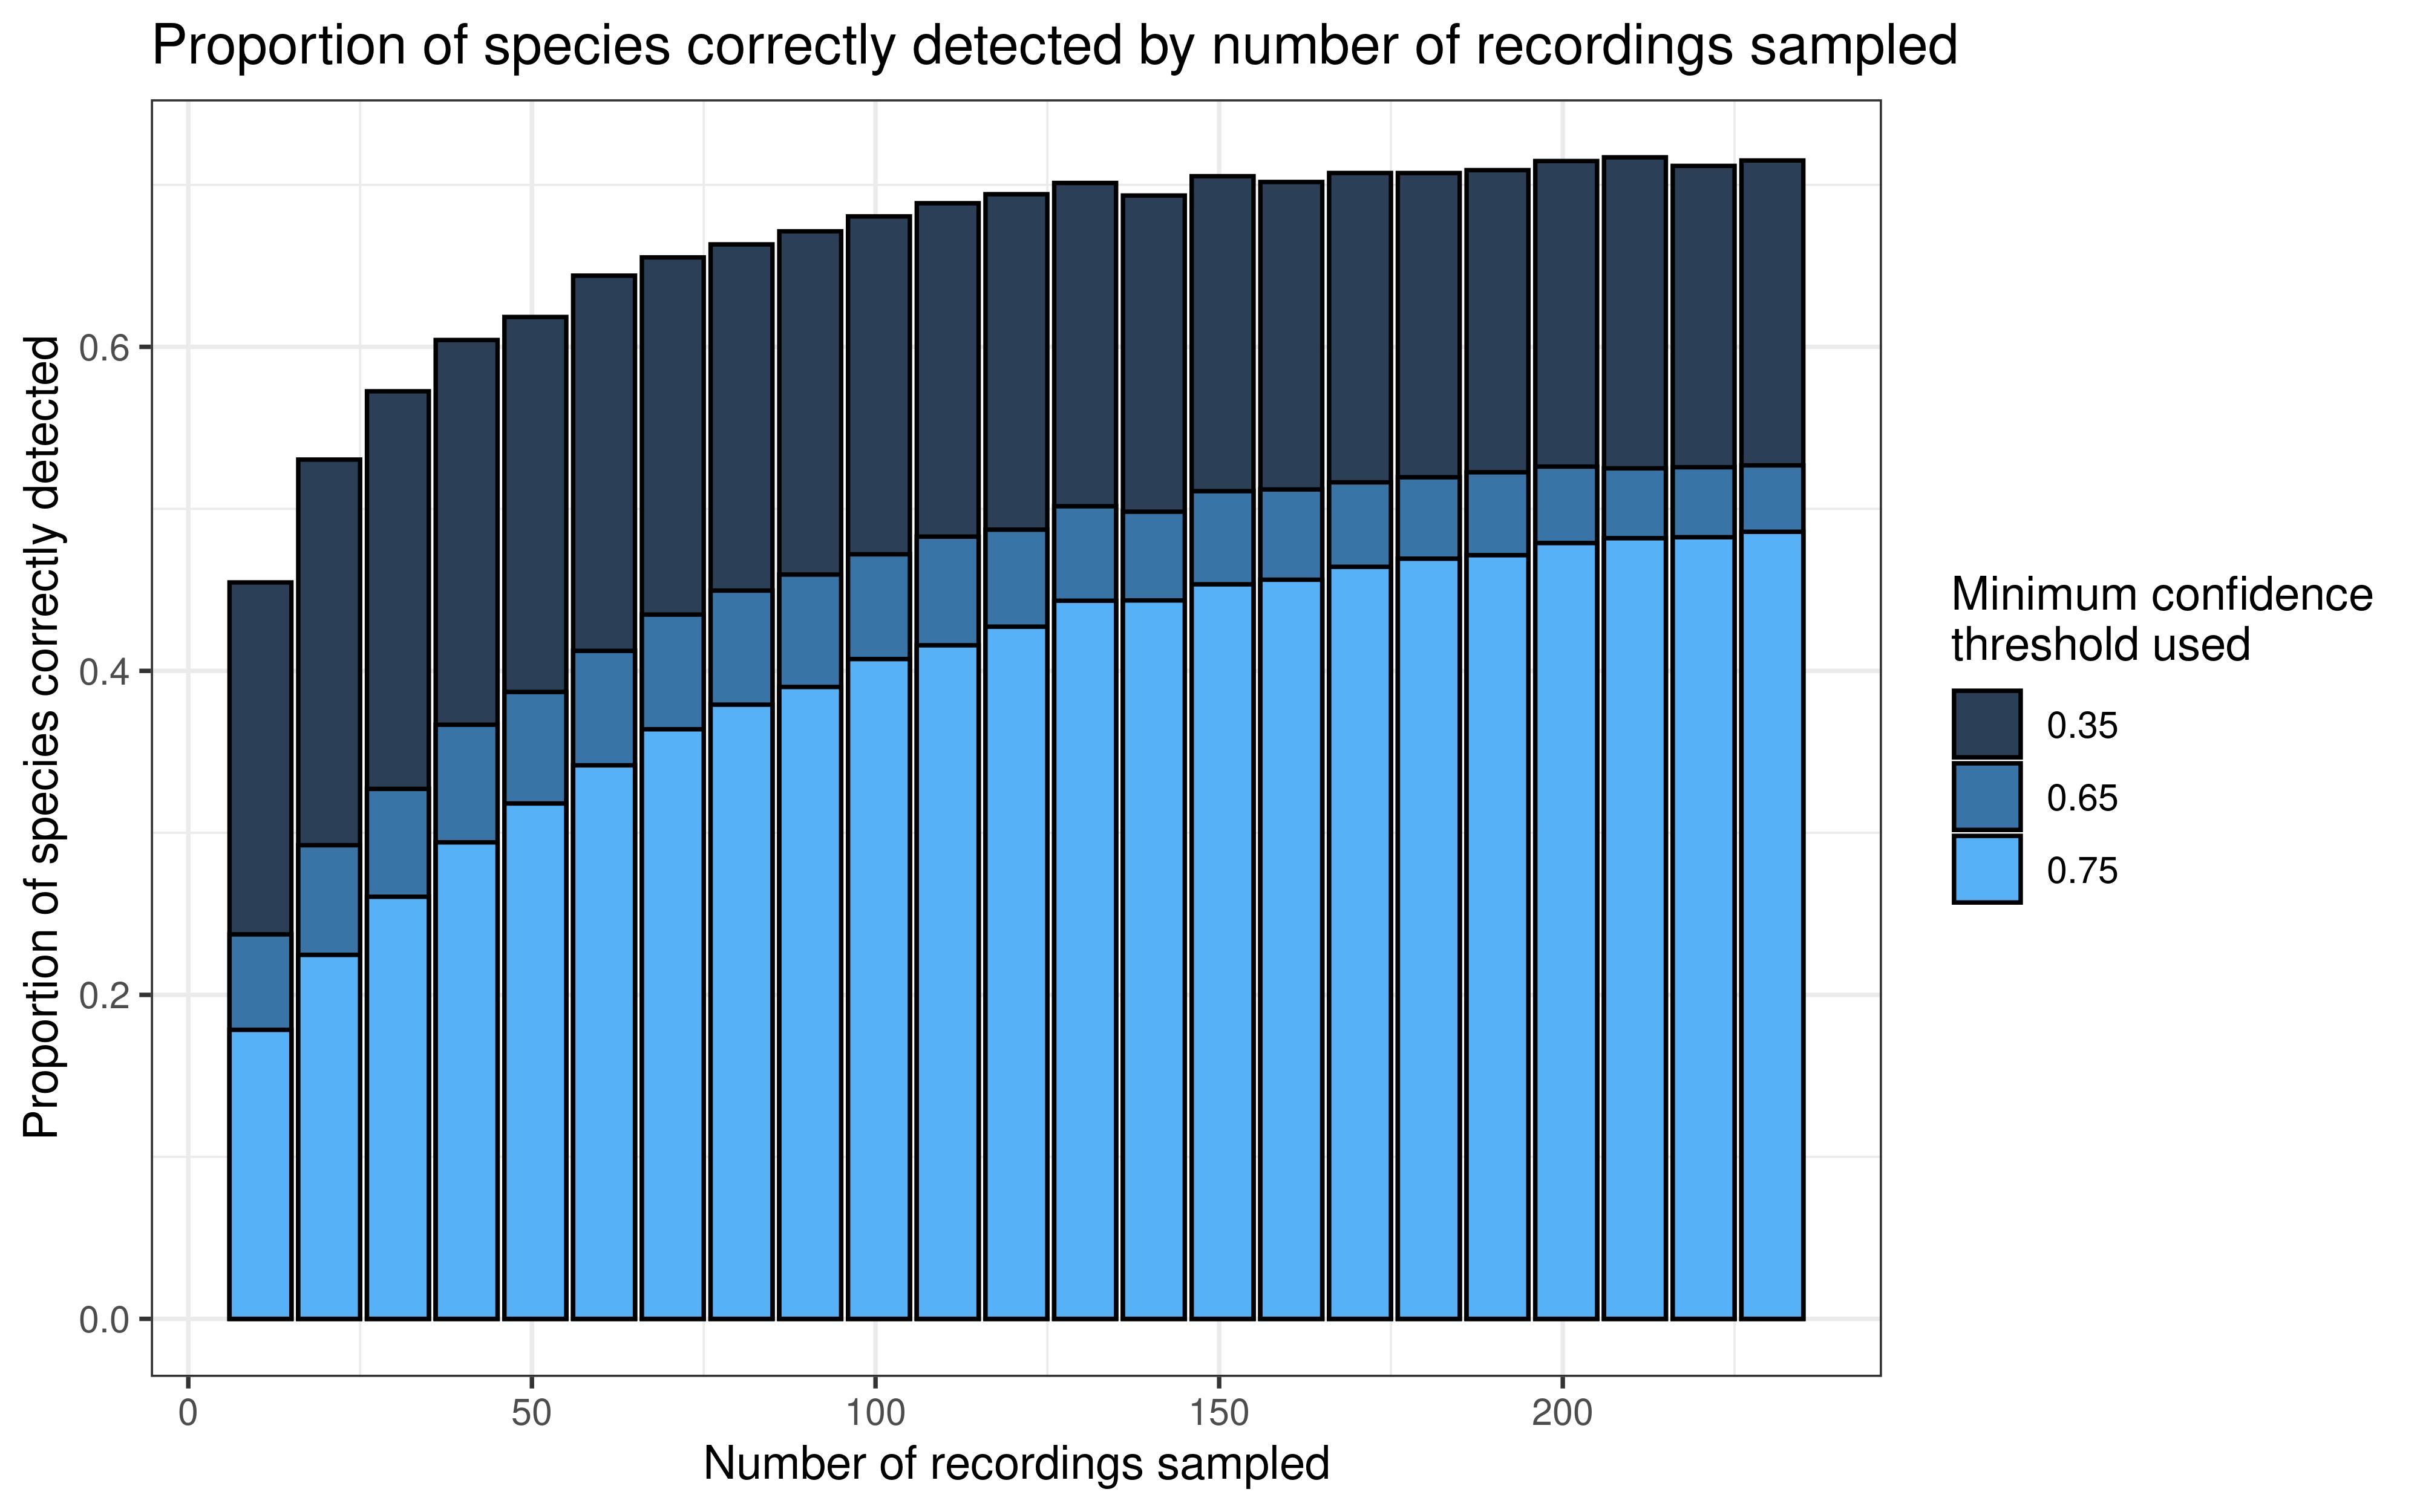 Proportion of species correctly detected by number of recordings sampled
Proportion of species correctly detected
0.6
0.4
0.2
0.0
0
50
100
150
200
Number of recordings sampled
Minimum confidence
threshold used
0.35
0.65
0.75